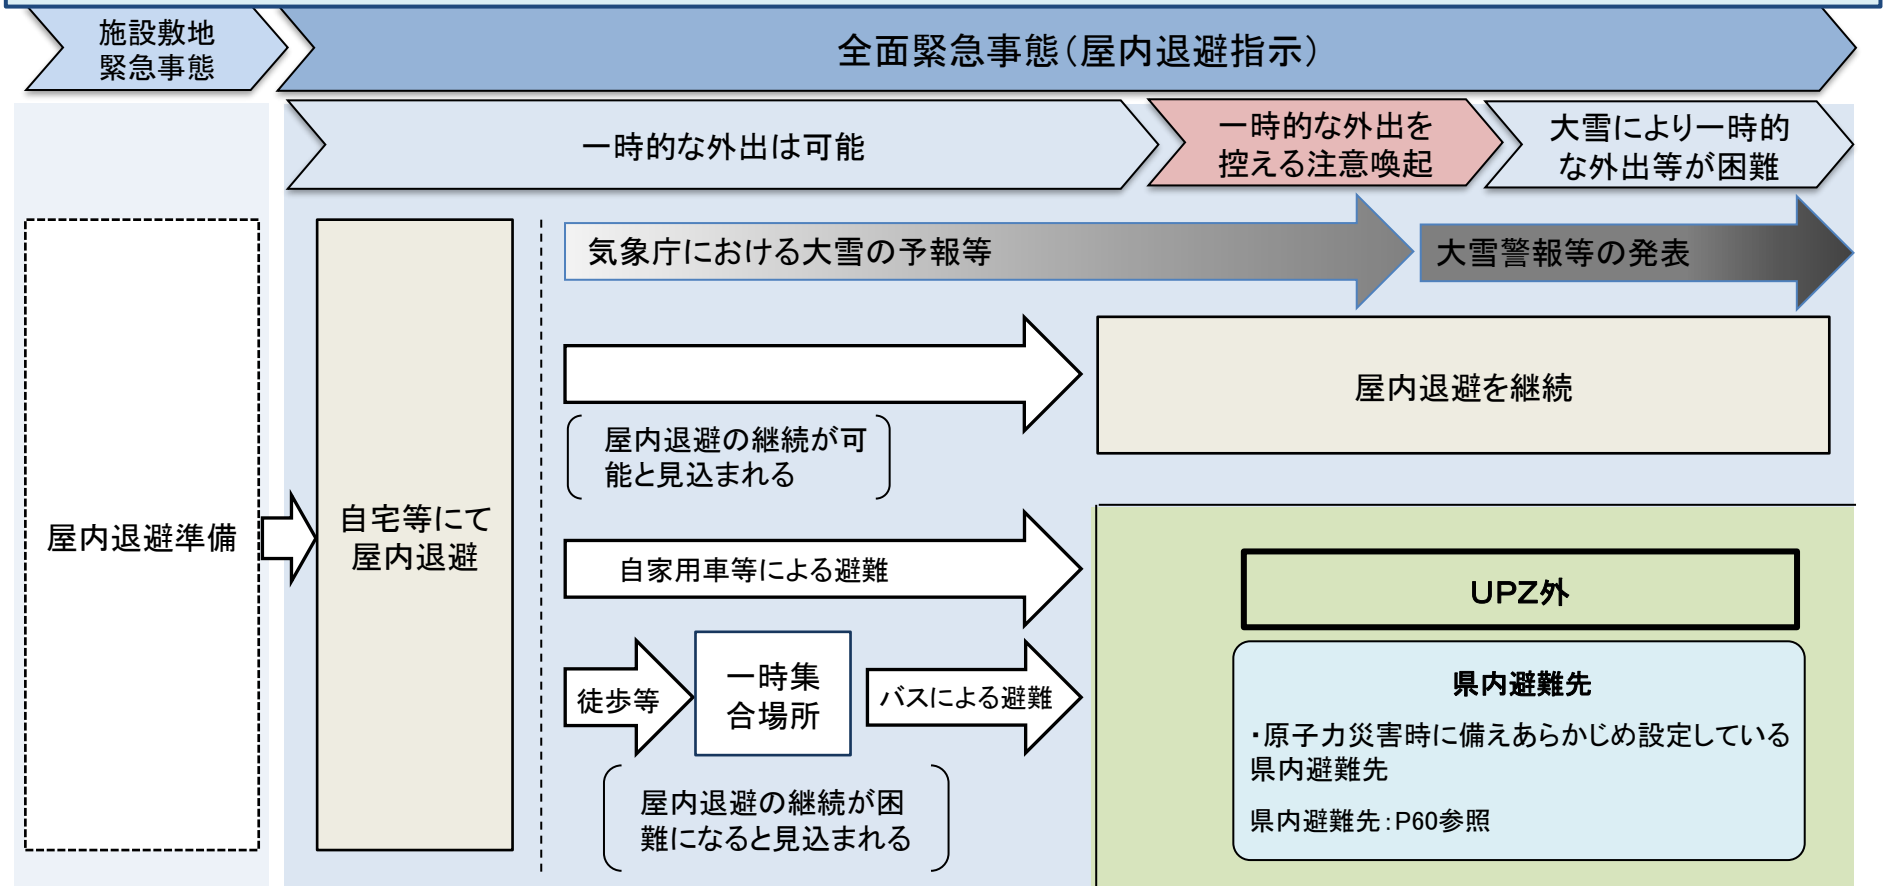 施設敷地
緊急事態
全面緊急事態（屋内退避指示）
一時的な外出は可能
一時的な外出を
控える注意喚起
大雪により一時的
な外出等が困難
気象庁における大雪の予報等
大雪警報等の発表
屋内退避準備
自宅等にて
屋内退避
屋内退避の継続が可
能と見込まれる
屋内退避を継続
自家用車等による避難
徒歩等
一時集
合場所
バスによる避難
屋内退避の継続が困
難になると見込まれる
ＵＰＺ外
県内避難先
・原子力災害時に備えあらかじめ設定している
県内避難先
県内避難先：P60参照